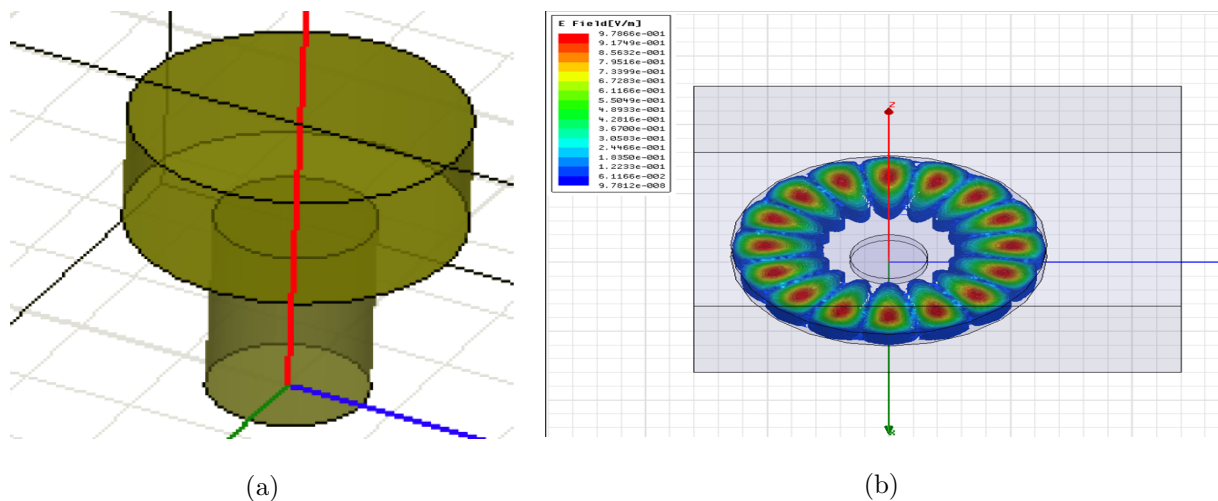 E Field[V/m]
9.7866e-001
9.1749e-001
8.5632e-001
7.9516e-001
7.3399e-001
6.7283e-001
6.1166e-001
5.5049e-001
4.8933e-001
4.2816e-001
3.6700e-001
3.0583e-001
2.4466e-001
1.8350e-001
1.2233e-001
6.1166e-002
9.7812e-008
z
(a)
(b)